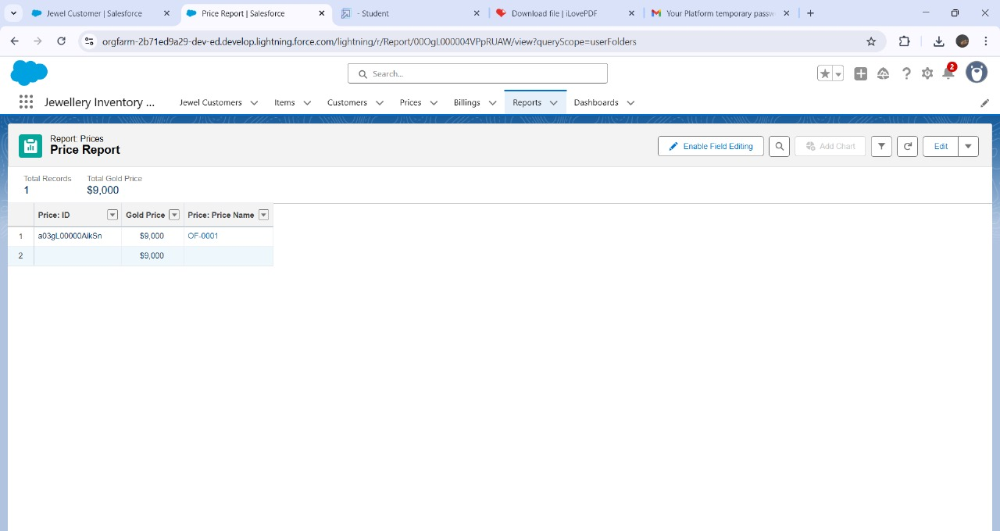 Jewel Customer | Salesforce
Price Report | Salesforce
Student
Download file | iLovePDF
Your Platform temporary passw
orgfarm-2b71ed9a29-dev-ed.develop.lightning.force.com/lightning/r/Report/00OgL000004VPpRUAW/view?queryScope=userFolders
Search...
2
Jewellery Inventory ...
Jewel Customers
Items
Customers
Prices
Billings
Reports
Dashboards
Report: Prices
Price Report
Enable Field Editing
Add Chart
Edit
Total Records
Total Gold Price
1
$9,000
Price: ID
Gold Price
Price: Price Name
1
a03gL00000AikSn
$9,000
OF-0001
2
$9,000